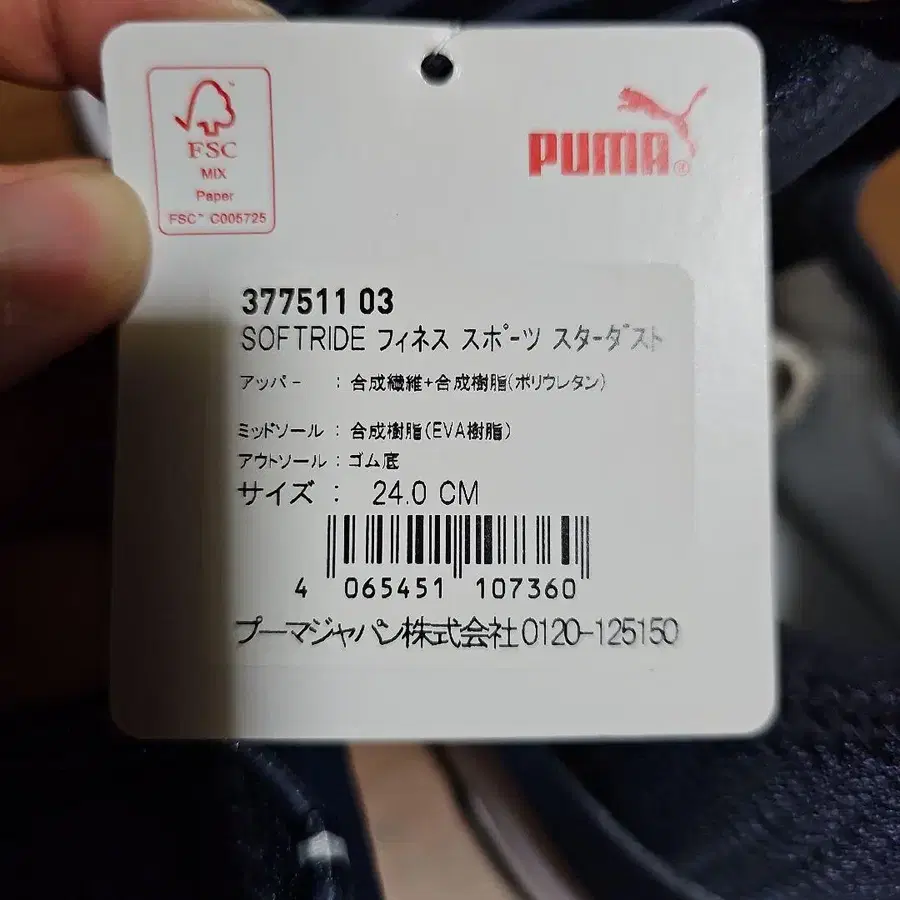 FSC
MIX
Paper
FSC™ C005725
PUMA®
377511 03
SOFTRIDE フィネス スポーツ スターダスト
アッパー : 合成繊維+合成樹脂(ポリウレタン)
ミッドソール : 合成樹脂(EVA樹脂)
アウトソール : ゴム底
サイズ : 24.0 CM
4 065451 107360
プーマジャパン株式会社0120-125150